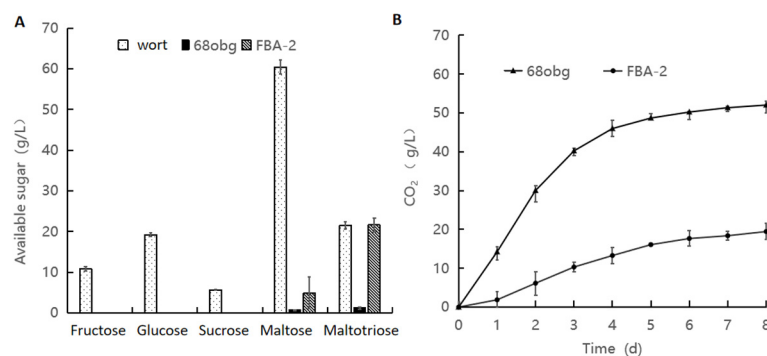 A
70
60
50
40
30
20
10
0
Available sugar (g/L)
wort 68obg FBA-2
Fructose Glucose Sucrose Maltose Maltotriose
B
70
60
50
40
30
20
10
0
CO₂ ( g/L)
68obg FBA-2
0 1 2 3 4 5 6 7 8
Time (d)